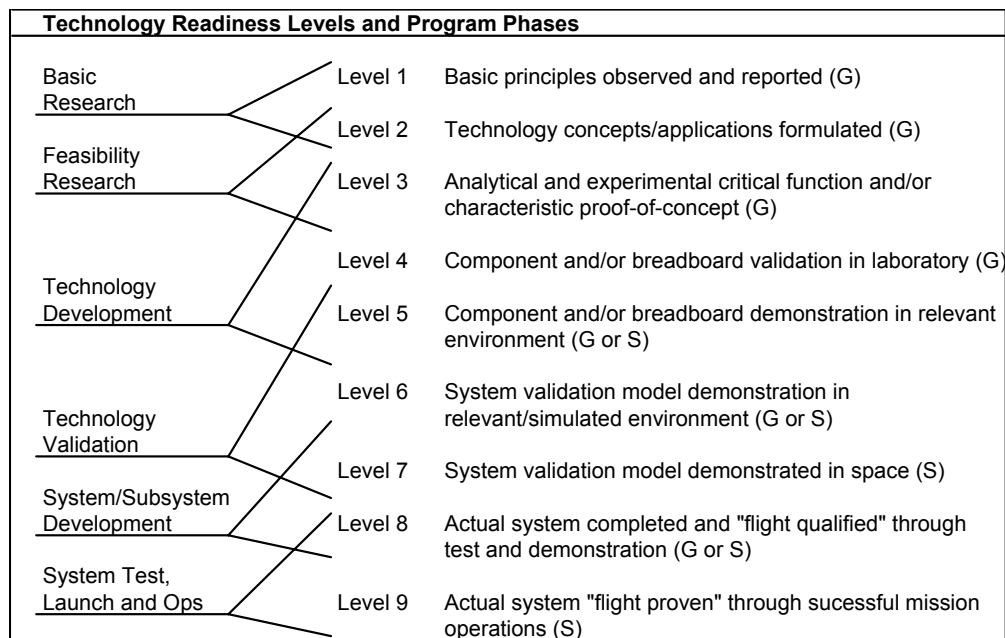 Technology Readiness Levels and Program Phases
Basic
Research
Feasibility
Research
Technology
Development
Technology
Validation
System/Subsystem
Development
System Test,
Launch and Ops
Level 1 Basic principles observed and reported (G)
Level 2 Technology concepts/applications formulated (G)
Level 3 Analytical and experimental critical function and/or
characteristic proof-of-concept (G)
Level 4 Component and/or breadboard validation in laboratory (G)
Level 5 Component and/or breadboard demonstration in relevant
environment (G or S)
Level 6 System validation model demonstration in
relevant/simulated environment (G or S)
Level 7 System validation model demonstrated in space (S)
Level 8 Actual system completed and "flight qualified" through
test and demonstration (G or S)
Level 9 Actual system "flight proven" through sucessful mission
operations (S)